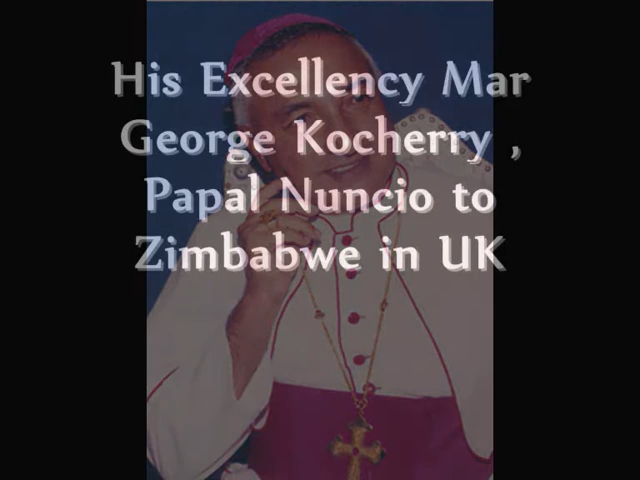 His Excellency Mar
George Kocherry ,
Papal Nuncio to
Zimbabwe in UK